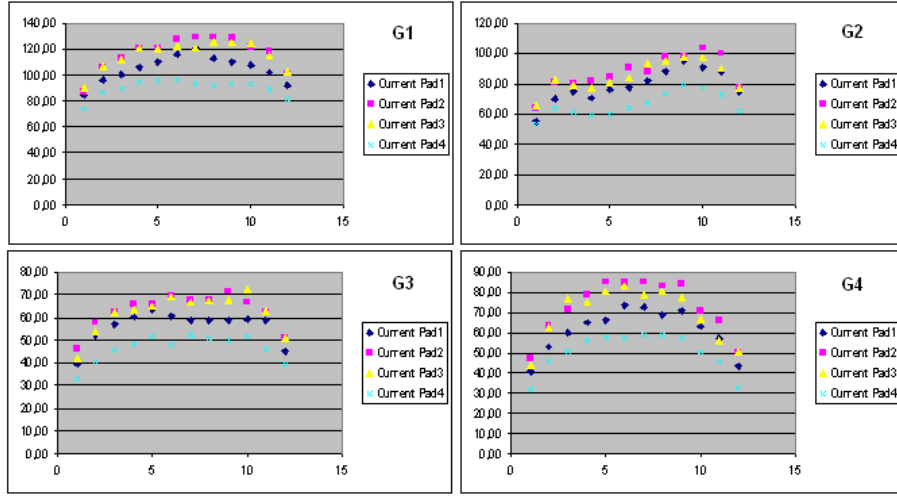 G1
140,00
120,00
100,00
80,00
60,00
40,00
20,00
0,00
0 5 10 15
Current Pad1
Current Pad2
Current Pad3
Current Pad4
G2
120,00
100,00
80,00
60,00
40,00
20,00
0,00
0 5 10 15
Current Pad1
Current Pad2
Current Pad3
Current Pad4
G3
80,00
70,00
60,00
50,00
40,00
30,00
20,00
10,00
0,00
0 5 10 15
Current Pad1
Current Pad2
Current Pad3
Current Pad4
G4
90,00
80,00
70,00
60,00
50,00
40,00
30,00
20,00
10,00
0,00
0 5 10 15
Current Pad1
Current Pad2
Current Pad3
Current Pad4